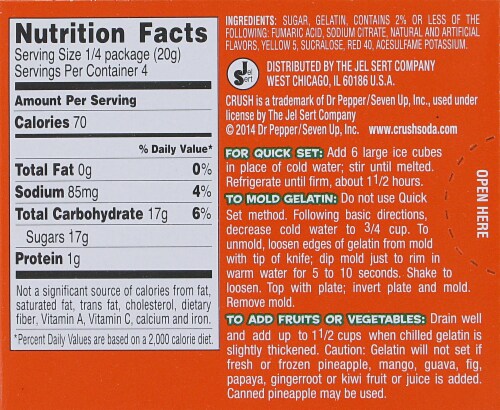 Nutrition Facts
Serving Size 1/4 package (20g)
Servings Per Container 4
Amount Per Serving
Calories 70
% Daily Value*
Total Fat 0g 0%
Sodium 85mg 4%
Total Carbohydrate 17g 6%
Sugars 17g
Protein 1g
Not a significant source of calories from fat,
saturated fat, trans fat, cholesterol, dietary
fiber, Vitamin A, Vitamin C, calcium and iron.
*Percent Daily Values are based on a 2,000 calorie diet.
INGREDIENTS: SUGAR, GELATIN, CONTAINS 2% OR LESS OF THE
FOLLOWING: FUMARIC ACID, SODIUM CITRATE, NATURAL AND ARTIFICIAL
FLAVORS, YELLOW 5, SUCRALOSE, RED 40, ACESULFAME POTASSIUM.
Jel Sert
DISTRIBUTED BY THE JEL SERT COMPANY
WEST CHICAGO, IL 60186 U.S.A.
CRUSH is a trademark of Dr Pepper/Seven Up, Inc., used under
license by The Jel Sert Company
© 2014 Dr Pepper/Seven Up, Inc. www.crushsoda.com
FOR QUICK SET: Add 6 large ice cubes
in place of cold water; stir until melted.
Refrigerate until firm, about 1 1/2 hours.
TO MOLD GELATIN: Do not use Quick
Set method. Following basic directions,
decrease cold water to 3/4 cup. To
unmold, loosen edges of gelatin from mold
with tip of knife; dip mold just to rim in
warm water for 5 to 10 seconds. Shake to
loosen. Top with plate; invert plate and mold.
Remove mold.
TO ADD FRUITS OR VEGETABLES: Drain well
and add up to 1 1/2 cups when chilled gelatin is
slightly thickened. Caution: Gelatin will not set if
fresh or frozen pineapple, mango, guava, fig,
papaya, gingerroot or kiwi fruit or juice is added.
Canned pineapple may be used.
OPEN HERE